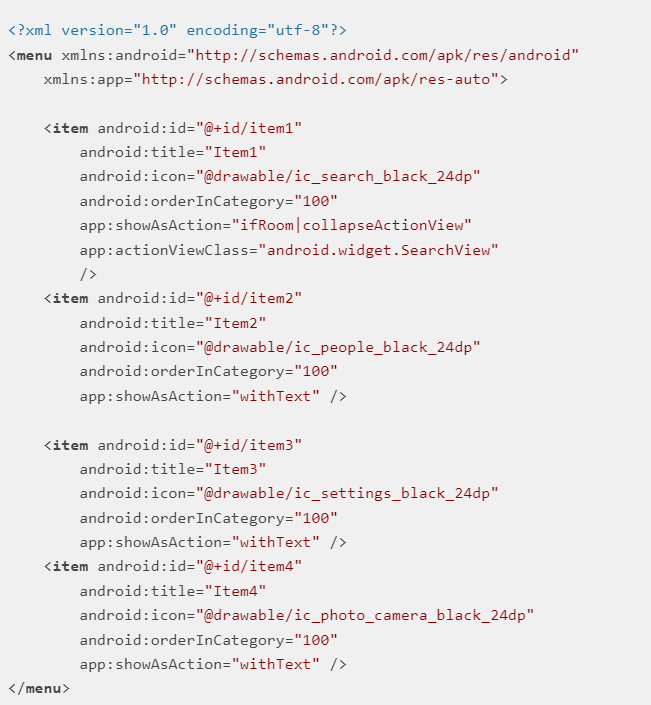 <?xml version="1.0" encoding="utf-8"?>
<menu xmlns:android="http://schemas.android.com/apk/res/android"
    xmlns:app="http://schemas.android.com/apk/res-auto">

    <item android:id="@+id/item1"
        android:title="Item1"
        android:icon="@drawable/ic_search_black_24dp"
        android:orderInCategory="100"
        app:showAsAction="ifRoom|collapseActionView"
        app:actionViewClass="android.widget.SearchView"
        />
    <item android:id="@+id/item2"
        android:title="Item2"
        android:icon="@drawable/ic_people_black_24dp"
        android:orderInCategory="100"
        app:showAsAction="withText" />

    <item android:id="@+id/item3"
        android:title="Item3"
        android:icon="@drawable/ic_settings_black_24dp"
        android:orderInCategory="100"
        app:showAsAction="withText" />
    <item android:id="@+id/item4"
        android:title="Item4"
        android:icon="@drawable/ic_photo_camera_black_24dp"
        android:orderInCategory="100"
        app:showAsAction="withText" />
</menu>